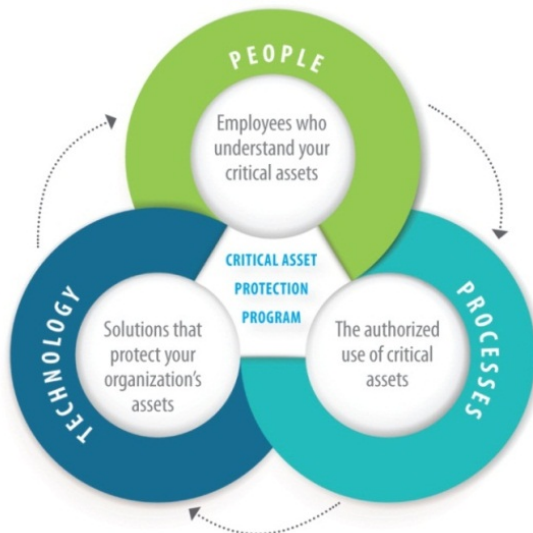 PEOPLE
Employees who
understand your
critical assets
CRITICAL ASSET
PROTECTION
PROGRAM
TECHNOLOGY
Solutions that
protect your
organization's
assets
PROCESSES
The authorized
use of critical
assets